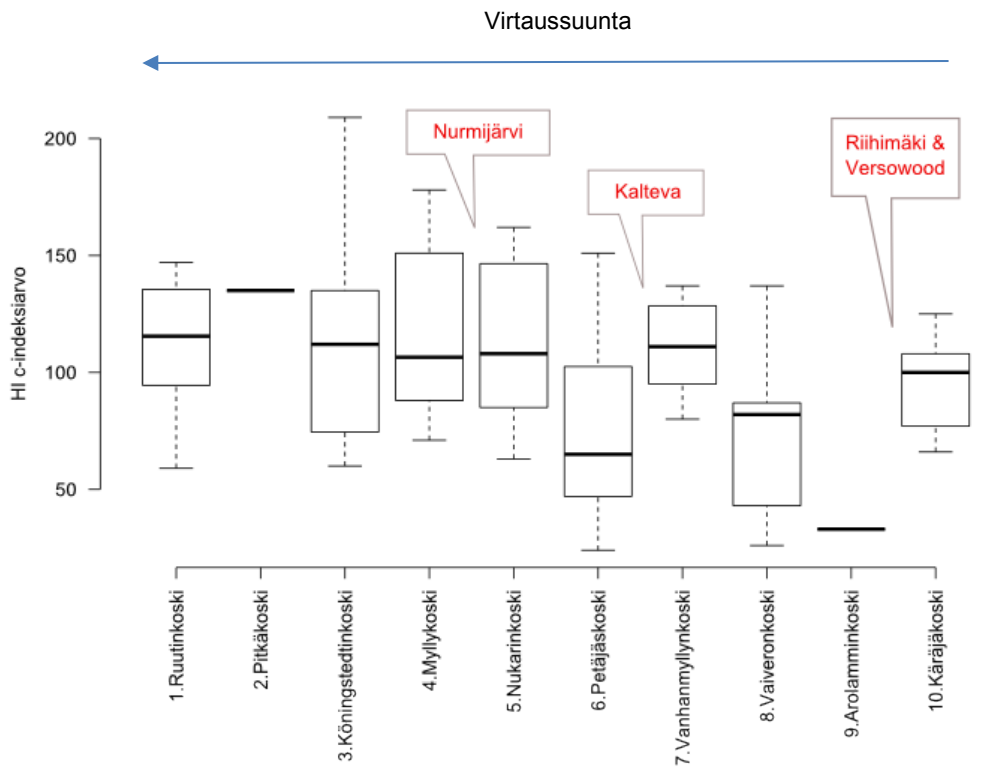 Virtaussuunta
Nurmijärvi
Kalteva
Riihimäki &
Versowood
HI c-indeksiarvo
200
150
100
50
1.Ruutinkoski
2.Pitkäkoski
3.Köningstedtinkoski
4.Myllykoski
5.Nukarinkoski
6.Petäjäskoski
7.Vanhanmyllynkoski
8.Vaiveronkoski
9.Arolamminkoski
10.Käräjäkoski